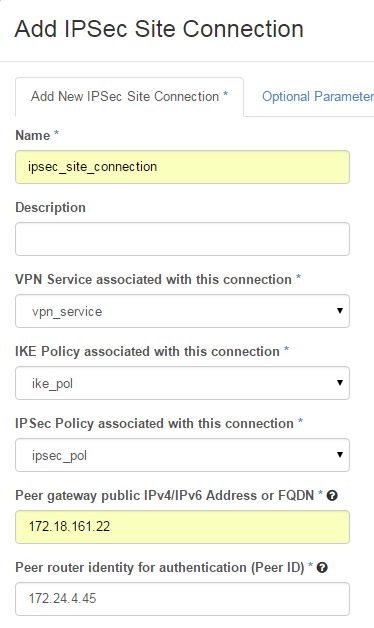 Add IPSec Site Connection
Add New IPSec Site Connection * Optional Parameter
Name *
ipsec_site_connection
Description
VPN Service associated with this connection *
vpn_service
IKE Policy associated with this connection *
ike_pol
IPSec Policy associated with this connection *
ipsec_pol
Peer gateway public IPv4/IPv6 Address or FQDN * ?
172.18.161.22
Peer router identity for authentication (Peer ID) * ?
172.24.4.45